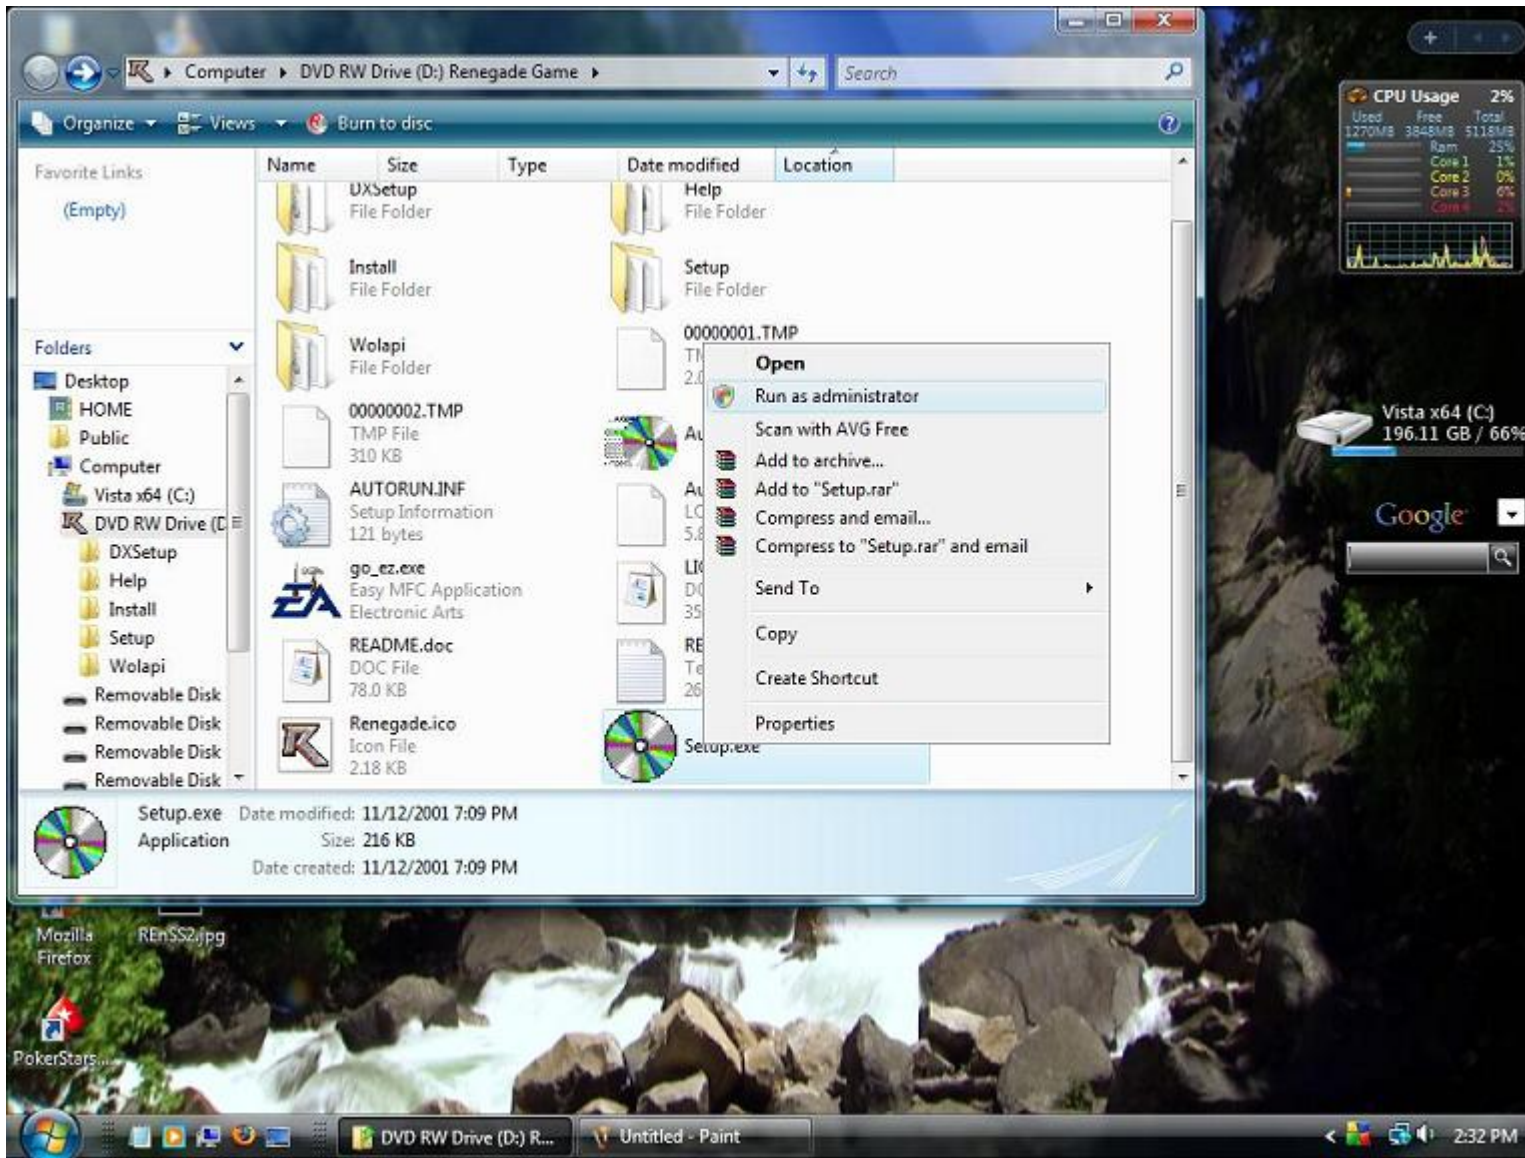 Computer ▸ DVD RW Drive (D:) Renegade Game ▸
Search
Organize Views Burn to disc
Favorite Links
(Empty)
Folders
Desktop
HOME
Public
Computer
Vista x64 (C:)
DVD RW Drive (D
DXSetup
Help
Install
Setup
Wolapi
Removable Disk
Removable Disk
Removable Disk
Removable Disk
Name Size Type Date modified Location
DXSetup
File Folder
Help
File Folder
Install
File Folder
Setup
File Folder
Wolapi
File Folder
00000001.TMP
00000002.TMP
TMP File
310 KB
AUTORUN.INF
Setup Information
121 bytes
go_ez.exe
Easy MFC Application
Electronic Arts
README.doc
DOC File
78.0 KB
Renegade.ico
Icon File
2.18 KB
Setup.exe
Open
Run as administrator
Scan with AVG Free
Add to archive...
Add to "Setup.rar"
Compress and email...
Compress to "Setup.rar" and email
Send To
Copy
Create Shortcut
Properties
Setup.exe Date modified: 11/12/2001 7:09 PM
Application Size: 216 KB
Date created: 11/12/2001 7:09 PM
CPU Usage 2%
Used Free Total
1270MB 3848MB 5118MB
Ram 25%
Core 1 1%
Core 2 0%
Core 3 6%
Core 4 2%
Vista x64 (C:)
196.11 GB / 66%
Google
Mozilla
Firefox
REnSS2.jpg
PokerStars....
DVD RW Drive (D:) R...
Untitled - Paint
2:32 PM